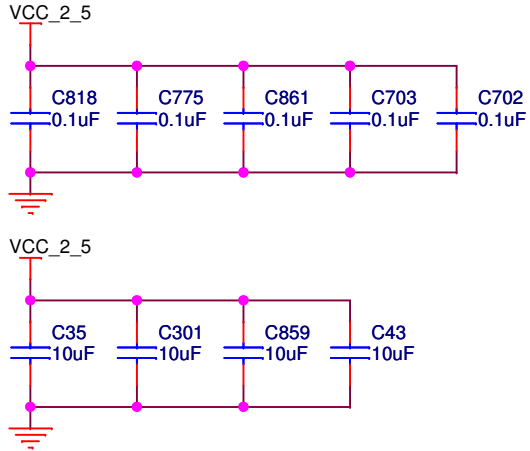 VCC_2_5
C818 C775 C861 C703 C702
0.1uF 0.1uF 0.1uF 0.1uF 0.1uF
VCC_2_5
C35 C301 C859 C43
10uF 10uF 10uF 10uF